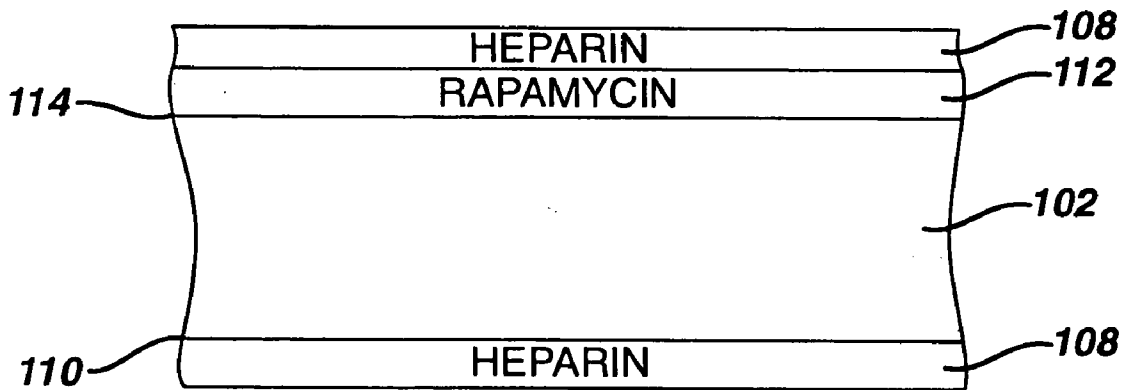 HEPARIN 108
RAPAMYCIN 112
114
102
110 HEPARIN 108